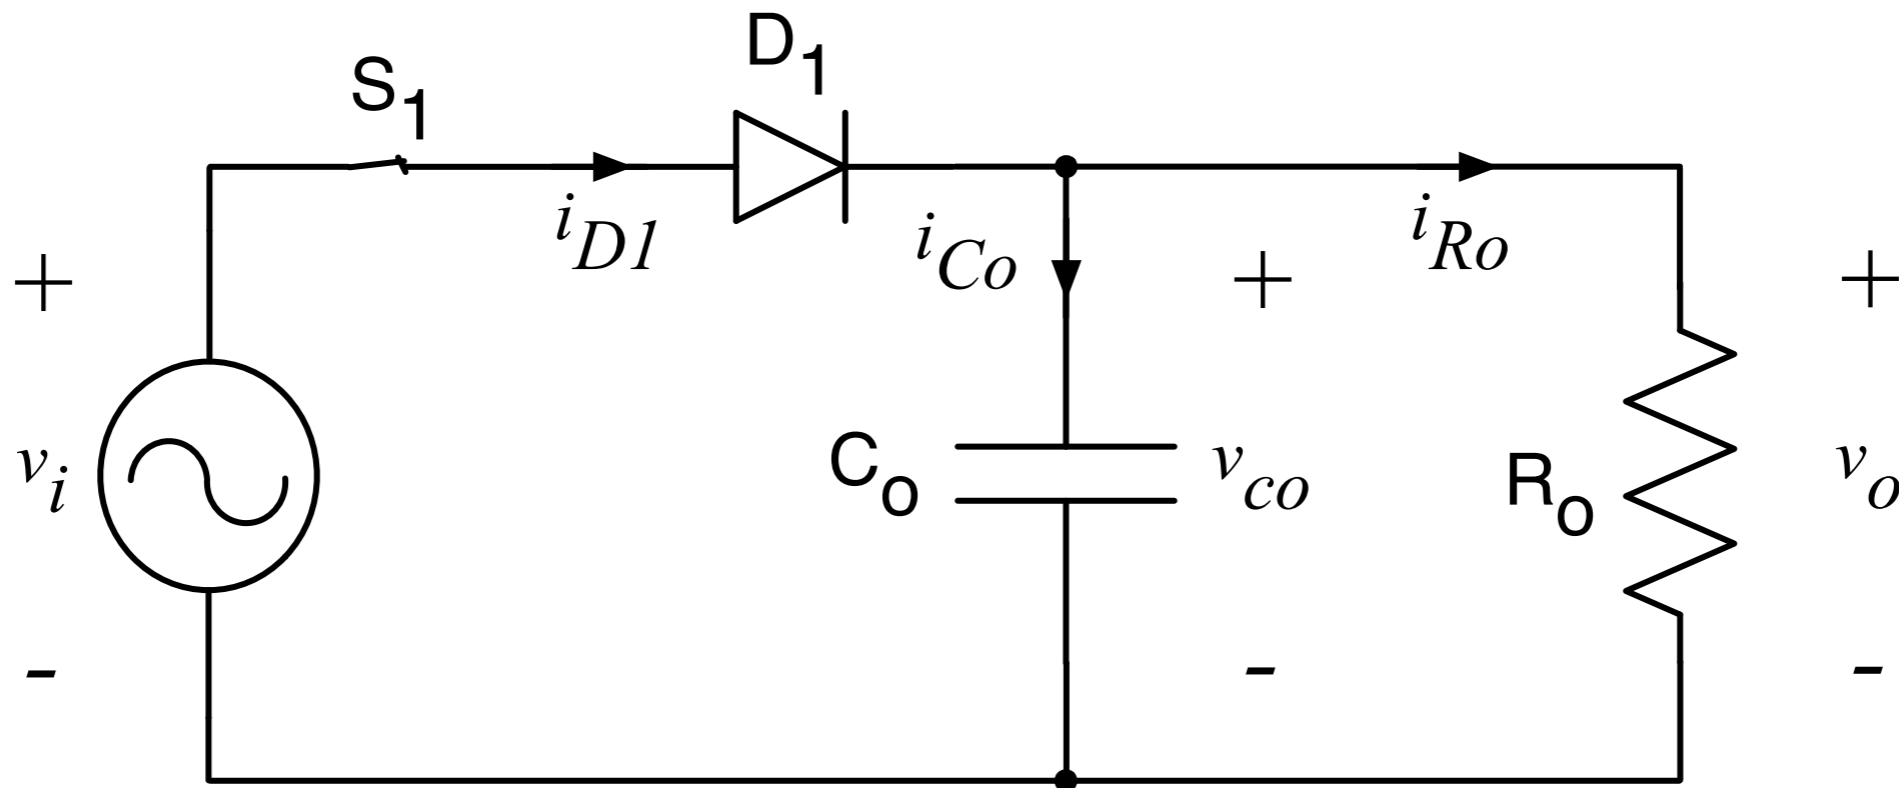 D1
S1
iD1
iCo
iRo
+
+
+
vi
Co
vco
Ro
vo
-
-
-